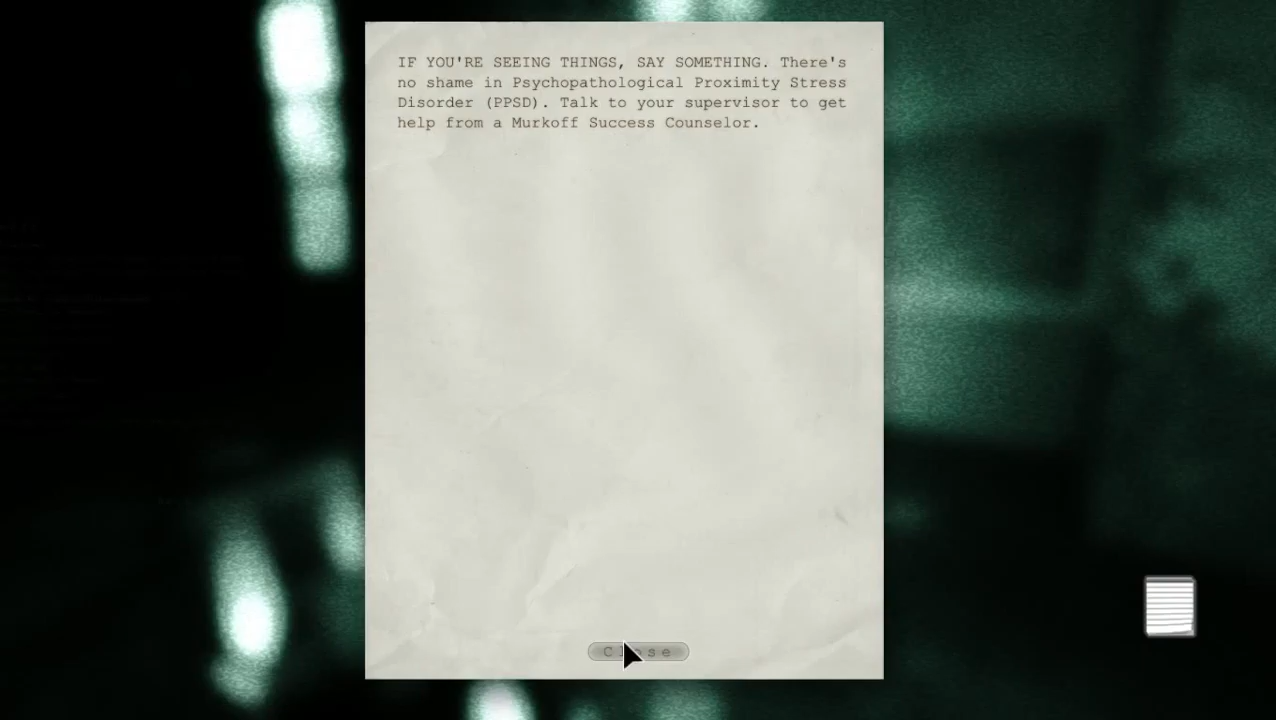 IF YOU'RE SEEING THINGS, SAY SOMETHING. There's
no shame in Psychopathological Proximity Stress
Disorder (PPSD). Talk to your supervisor to get
help from a Murkoff Success Counselor.
Close